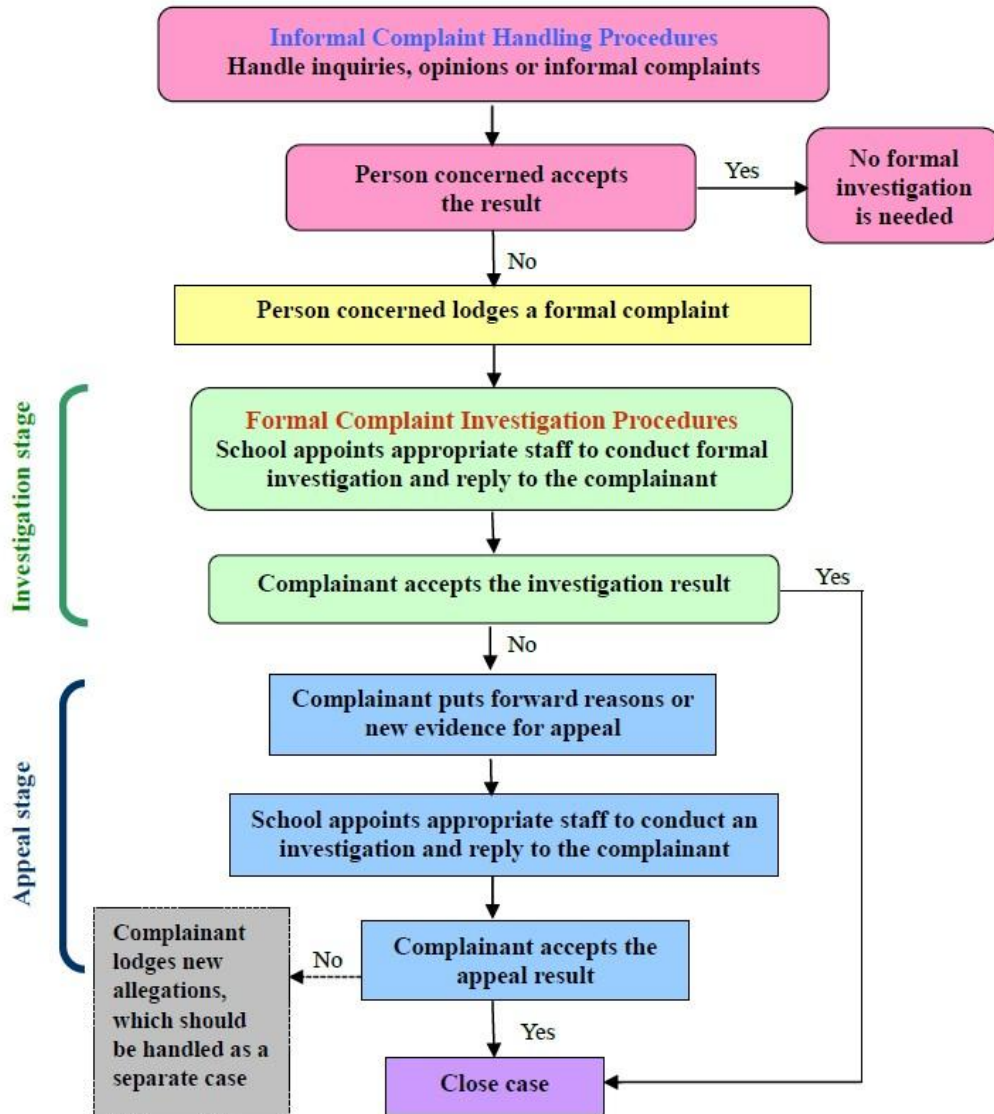 Informal Complaint Handling Procedures
Handle inquiries, opinions or informal complaints
Person concerned accepts
the result
Yes
No formal
investigation
is needed
No
Person concerned lodges a formal complaint
Investigation stage
Formal Complaint Investigation Procedures
School appoints appropriate staff to conduct formal
investigation and reply to the complainant
Complainant accepts the investigation result
Yes
No
Appeal stage
Complainant puts forward reasons or
new evidence for appeal
School appoints appropriate staff to conduct an
investigation and reply to the complainant
Complainant accepts the
appeal result
No
Complainant
lodges new
allegations,
which should
be handled as a
separate case
Yes
Close case